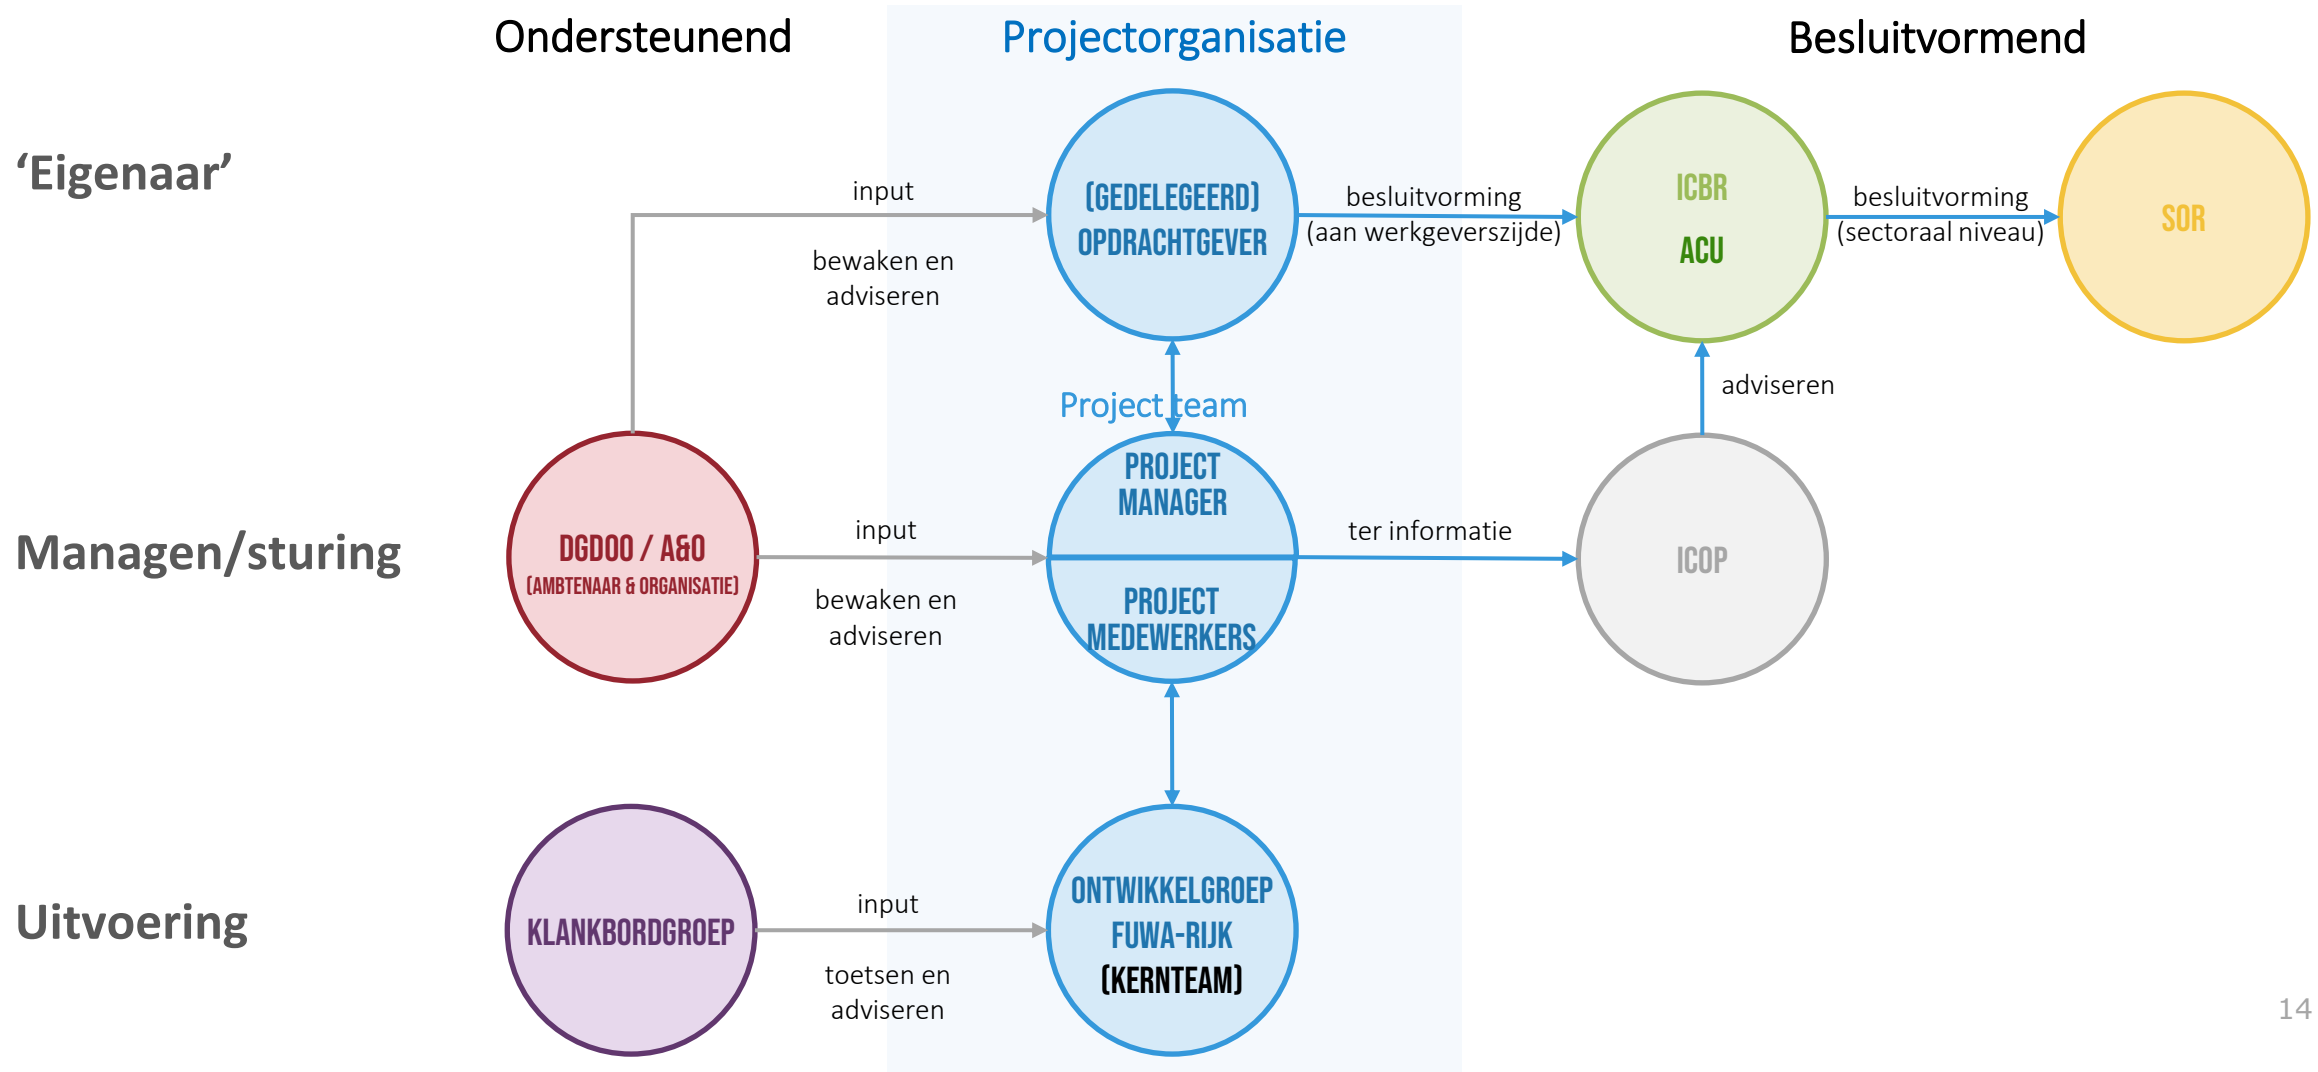 Ondersteunend
Projectorganisatie
Besluitvormend
‘Eigenaar’
input
bewaken en
adviseren
(GEDELEGEERD)
OPDRACHTGEVER
besluitvorming
(aan werkgeverszijde)
ICBR
ACU
besluitvorming
(sectoraal niveau)
SOR
Project team
adviseren
Managen/sturing
DGDOO / A&O
(AMBTENAAR & ORGANISATIE)
input
bewaken en
adviseren
PROJECT
MANAGER
PROJECT
MEDEWERKERS
ter informatie
ICOP
Uitvoering
KLANKBORDGROEP
input
toetsen en
adviseren
ONTWIKKELGROEP
FUWA-RIJK
(KERNTEAM)
14